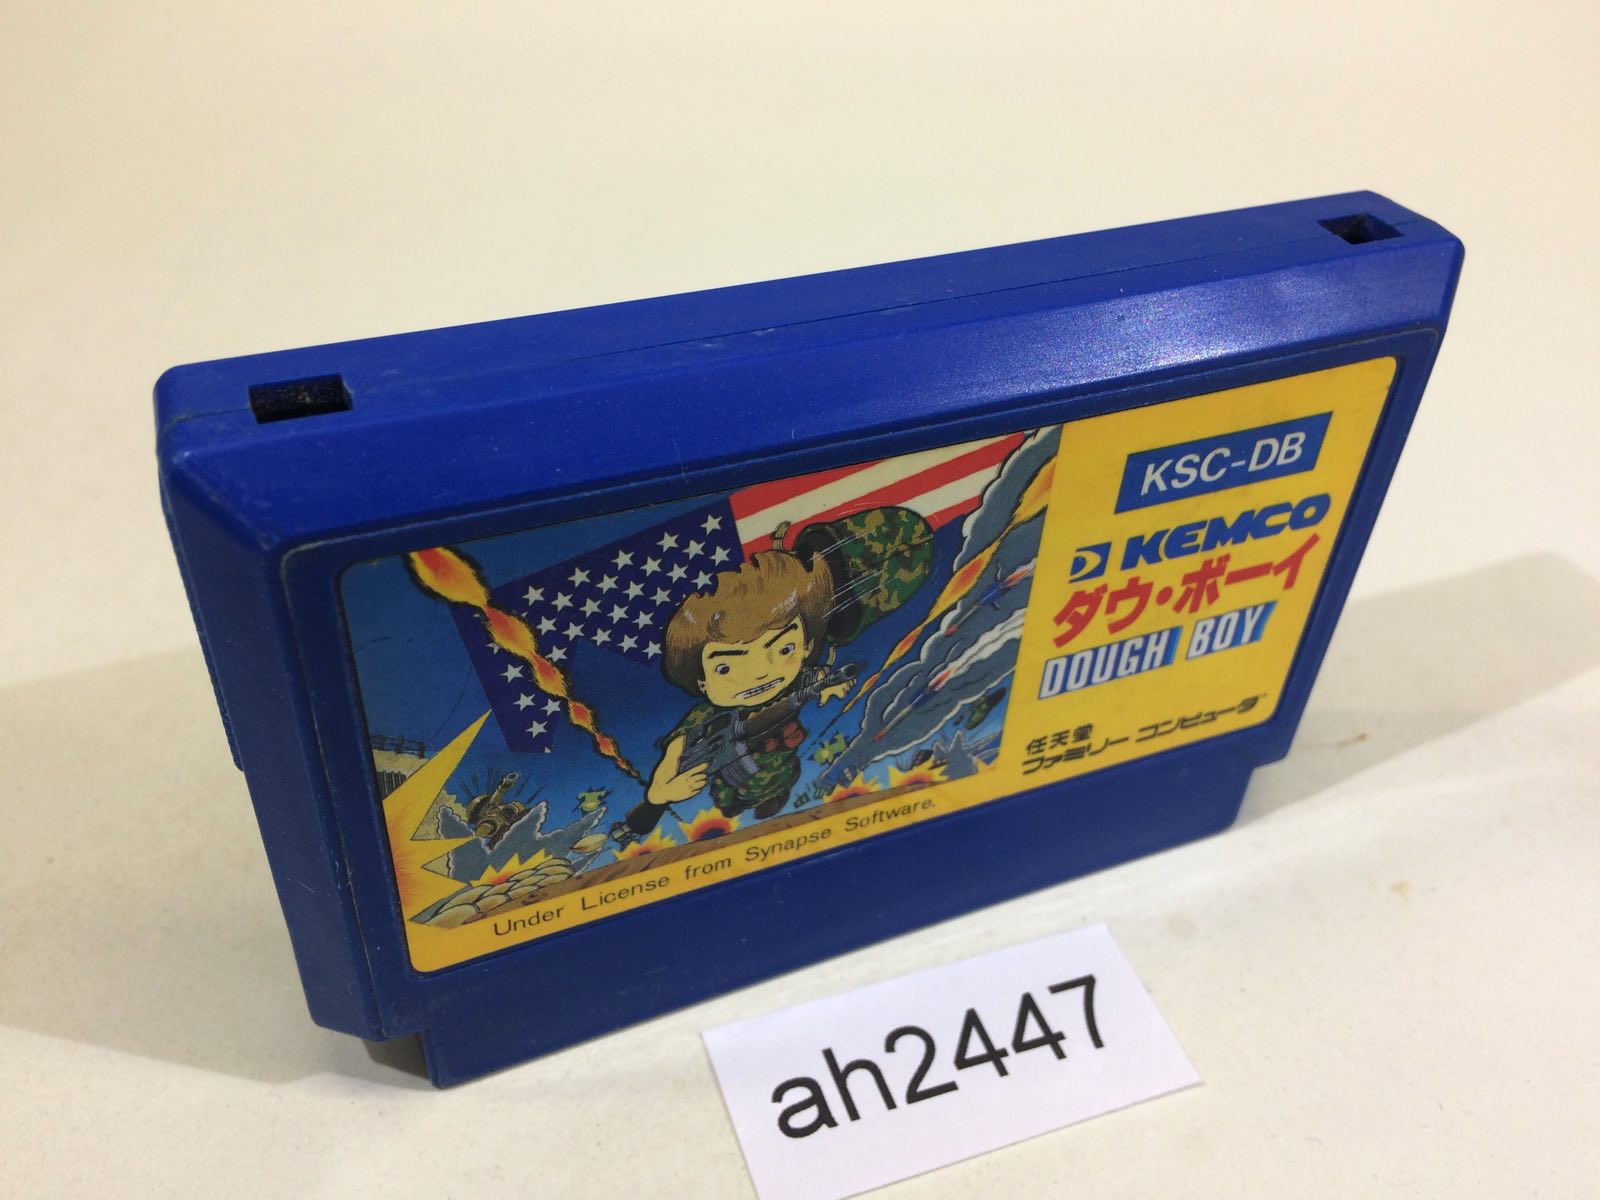 KSC-DB
KEMCO
ダウ・ボーイ
DOUGH BOY
任天堂
ファミリー コンピュータ
Under License from Synapse Software.
ah2447